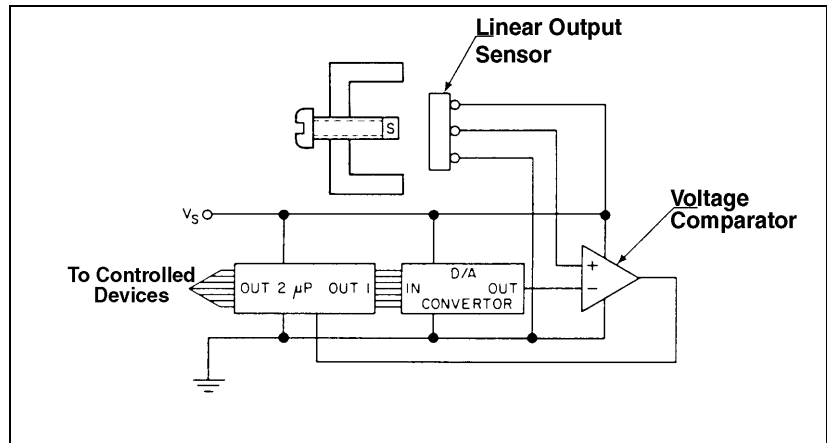 Linear Output
Sensor
S
VS
Voltage
Comparator
To Controlled
Devices
OUT 2 μP OUT 1
D/A
IN OUT
CONVERTOR
+
−